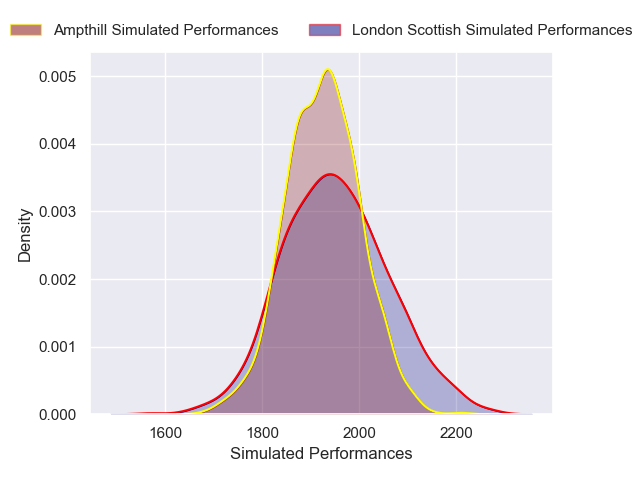 Ampthill Simulated Performances London Scottish Simulated Performances
0.005
0.004
0.003
0.002
0.001
0.000
Density
1600 1800 2000 2200
Simulated Performances